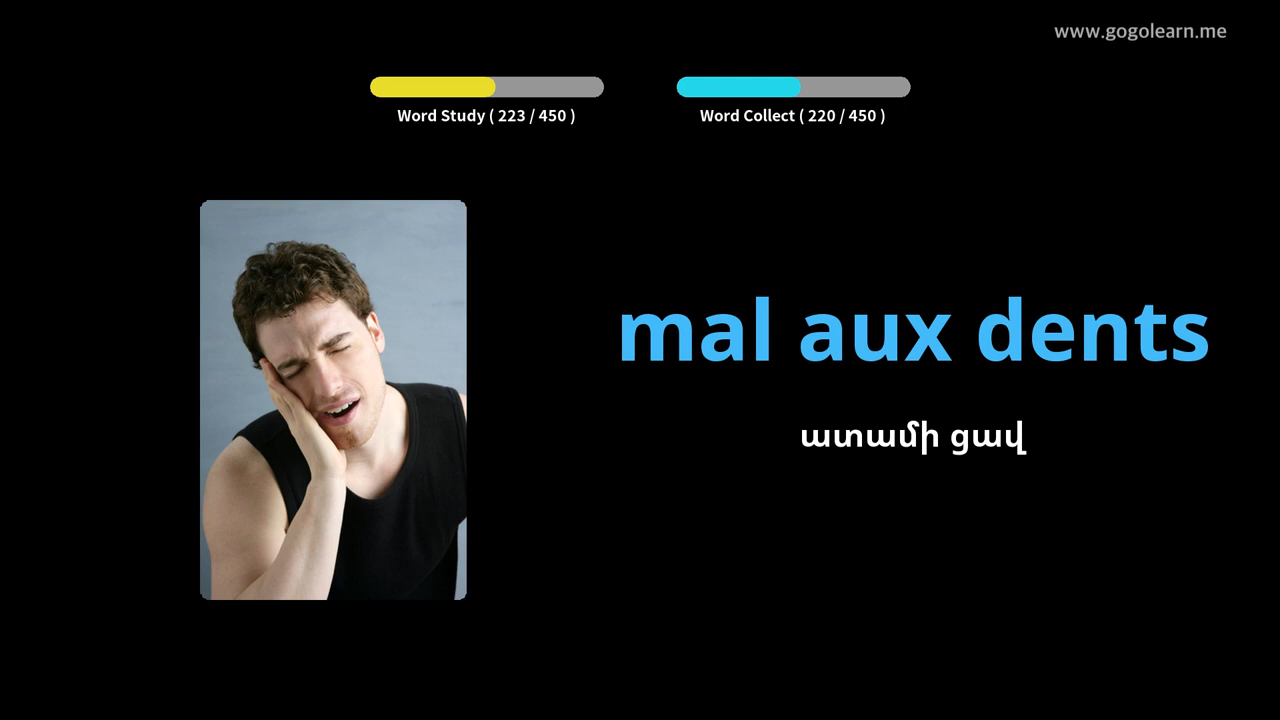 www.gogolearn.me
Word Study ( 223 / 450 )
Word Collect ( 220 / 450 )
mal aux dents
ատամի ցավ